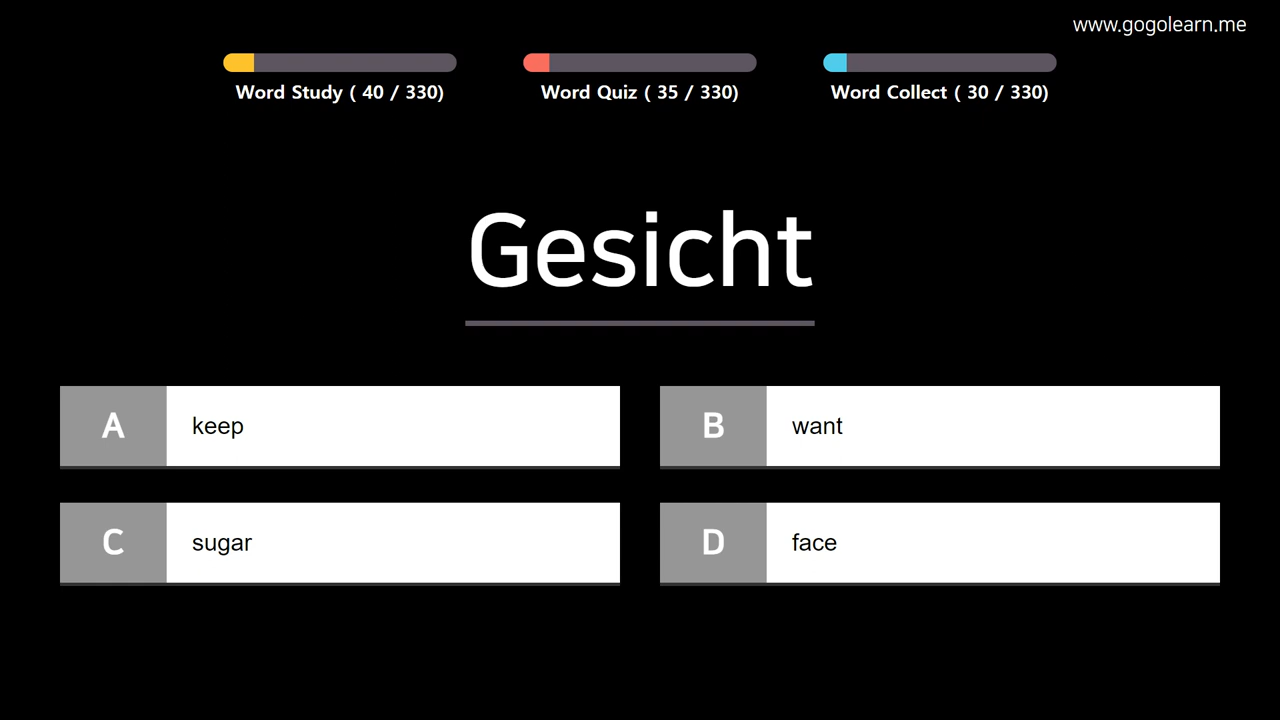 www.gogolearn.me
Word Study ( 40 / 330)
Word Quiz ( 35 / 330)
Word Collect ( 30 / 330)
Gesicht
A keep
B want
C sugar
D face